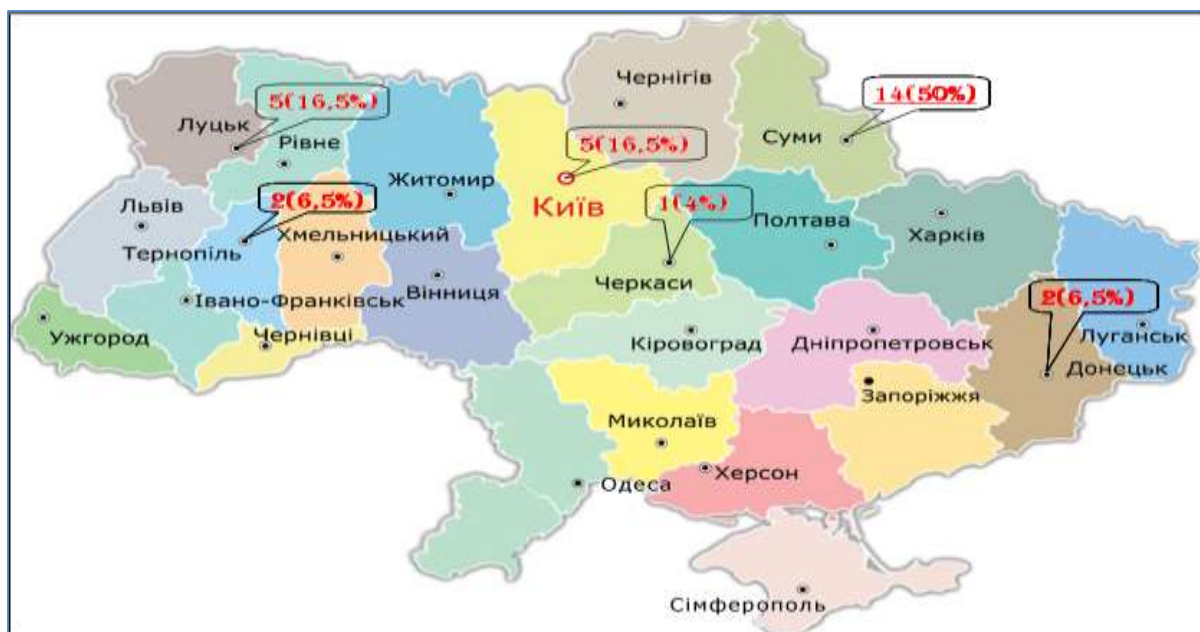 Чернігів
14(50%)
5(16,5%)
Луцьк
Суми
Рівне
5(16,5%)
Житомир
2(6,5%)
Київ
1(4%)
Львів
Полтава
Харків
Хмельницький
Тернопіль
Черкаси
Вінниця
Івано-Франківськ
2(6,5%)
Ужгород
Чернівці
Кіровоград
Дніпропетровськ
Луганськ
Донецьк
Запоріжжя
Миколаїв
Херсон
Одеса
Сімферополь